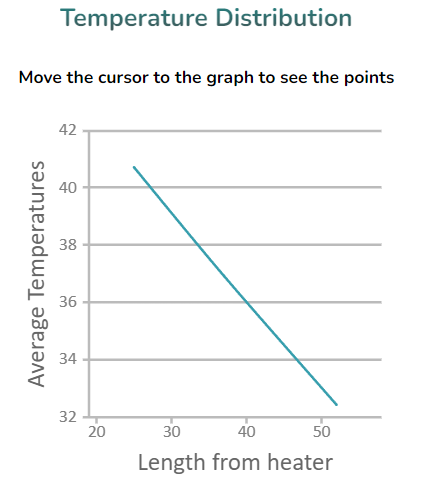 Temperature Distribution
Move the cursor to the graph to see the points
42
40
38
36
34
32
20 30 40 50
Average Temperatures
Length from heater